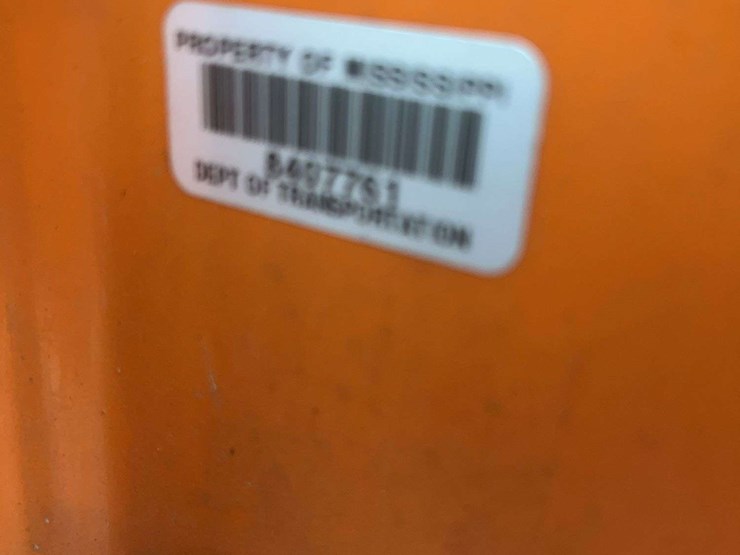 PROPERTY OF MISSISSIPPI
DEPT OF TRANSPORTATION